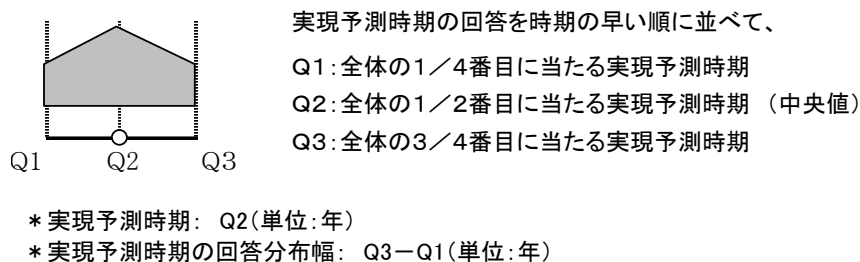 実現予測時期の回答を時期の早い順に並べて、
Q1:全体の1/4番目に当たる実現予測時期
Q2:全体の1/2番目に当たる実現予測時期 (中央値)
Q3:全体の3/4番目に当たる実現予測時期
Q1 Q2 Q3
*実現予測時期: Q2(単位:年)
*実現予測時期の回答分布幅: Q3-Q1(単位:年)